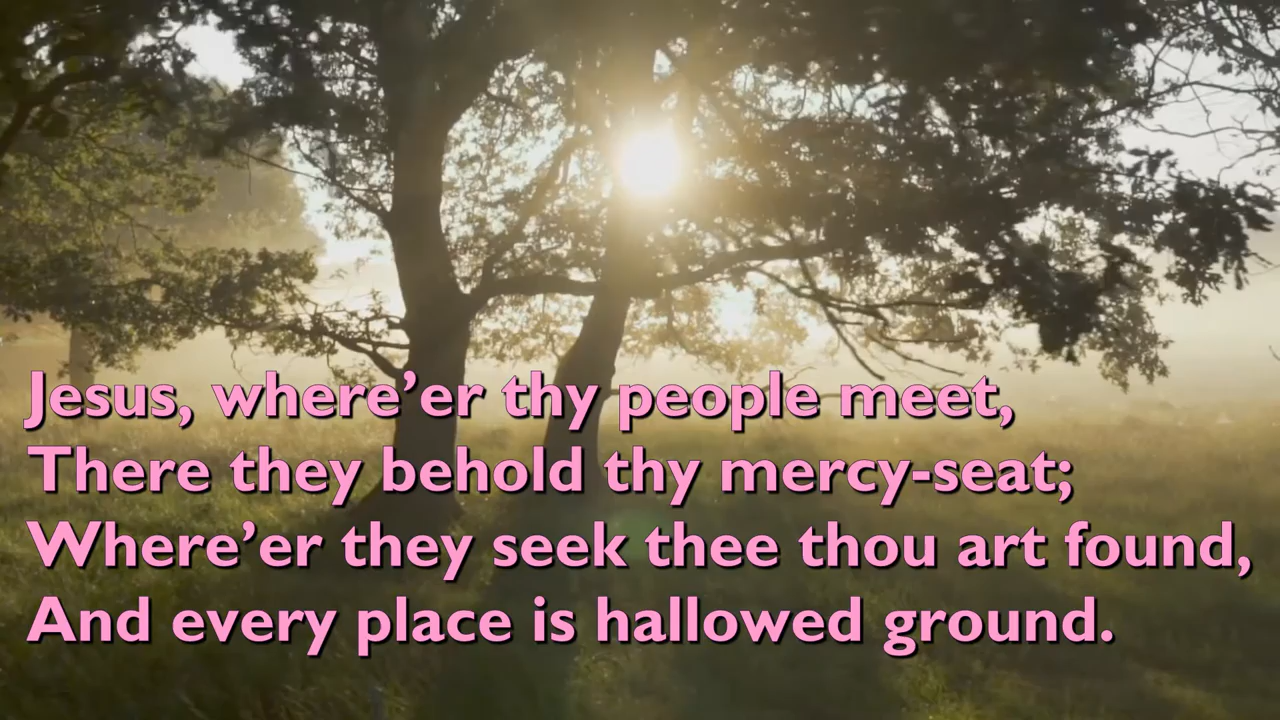 Jesus, where’er thy people meet,
There they behold thy mercy-seat;
Where’er they seek thee thou art found,
And every place is hallowed ground.